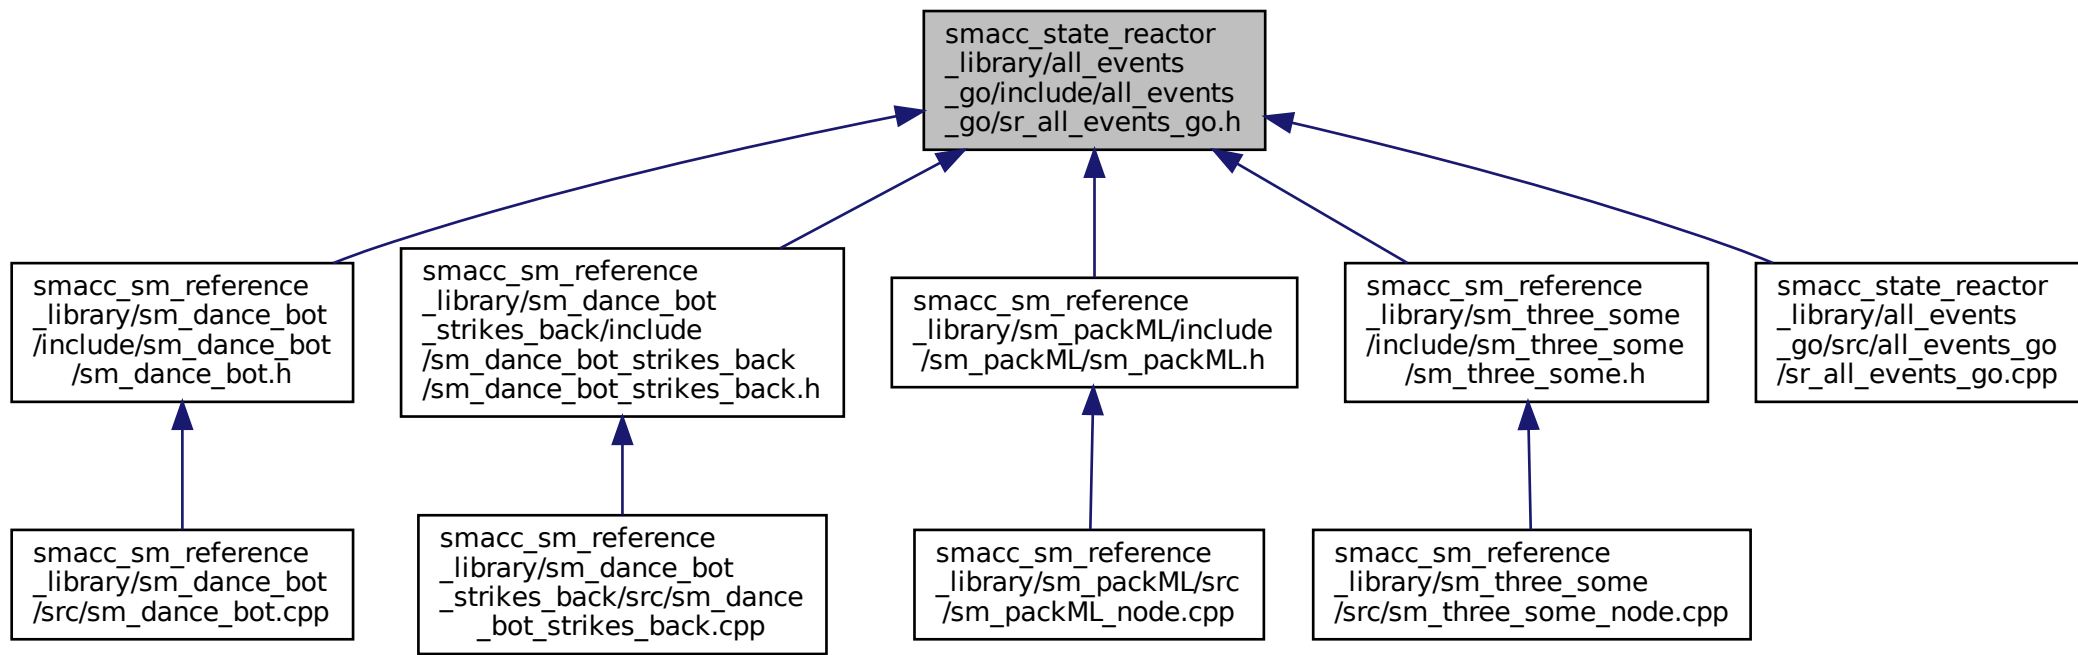 smacc_state_reactor
_library/all_events
_go/include/all_events
_go/sr_all_events_go.h
smacc_sm_reference
_library/sm_dance_bot
/include/sm_dance_bot
/sm_dance_bot.h
smacc_sm_reference
_library/sm_dance_bot
_strikes_back/include
/sm_dance_bot_strikes_back
/sm_dance_bot_strikes_back.h
smacc_sm_reference
_library/sm_packML/include
/sm_packML/sm_packML.h
smacc_sm_reference
_library/sm_three_some
/include/sm_three_some
/sm_three_some.h
smacc_state_reactor
_library/all_events
_go/src/all_events_go
/sr_all_events_go.cpp
smacc_sm_reference
_library/sm_dance_bot
/src/sm_dance_bot.cpp
smacc_sm_reference
_library/sm_dance_bot
_strikes_back/src/sm_dance
_bot_strikes_back.cpp
smacc_sm_reference
_library/sm_packML/src
/sm_packML_node.cpp
smacc_sm_reference
_library/sm_three_some
/src/sm_three_some_node.cpp